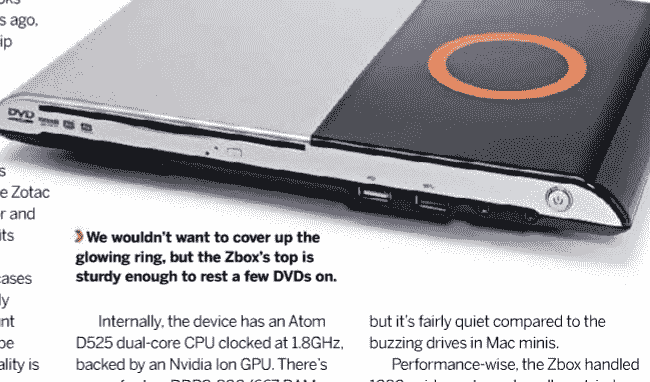 s ago,
ip
DVD
s
e Zotac
r and
its
ases
ly
nt
be
ality is
We wouldn't want to cover up the
glowing ring, but the Zbox's top is
sturdy enough to rest a few DVDs on.
Internally, the device has an Atom
D525 dual-core CPU clocked at 1.8GHz,
backed by an Nvidia Ion GPU. There's
but it's fairly quiet compared to the
buzzing drives in Mac minis.
Performance-wise, the Zbox handled